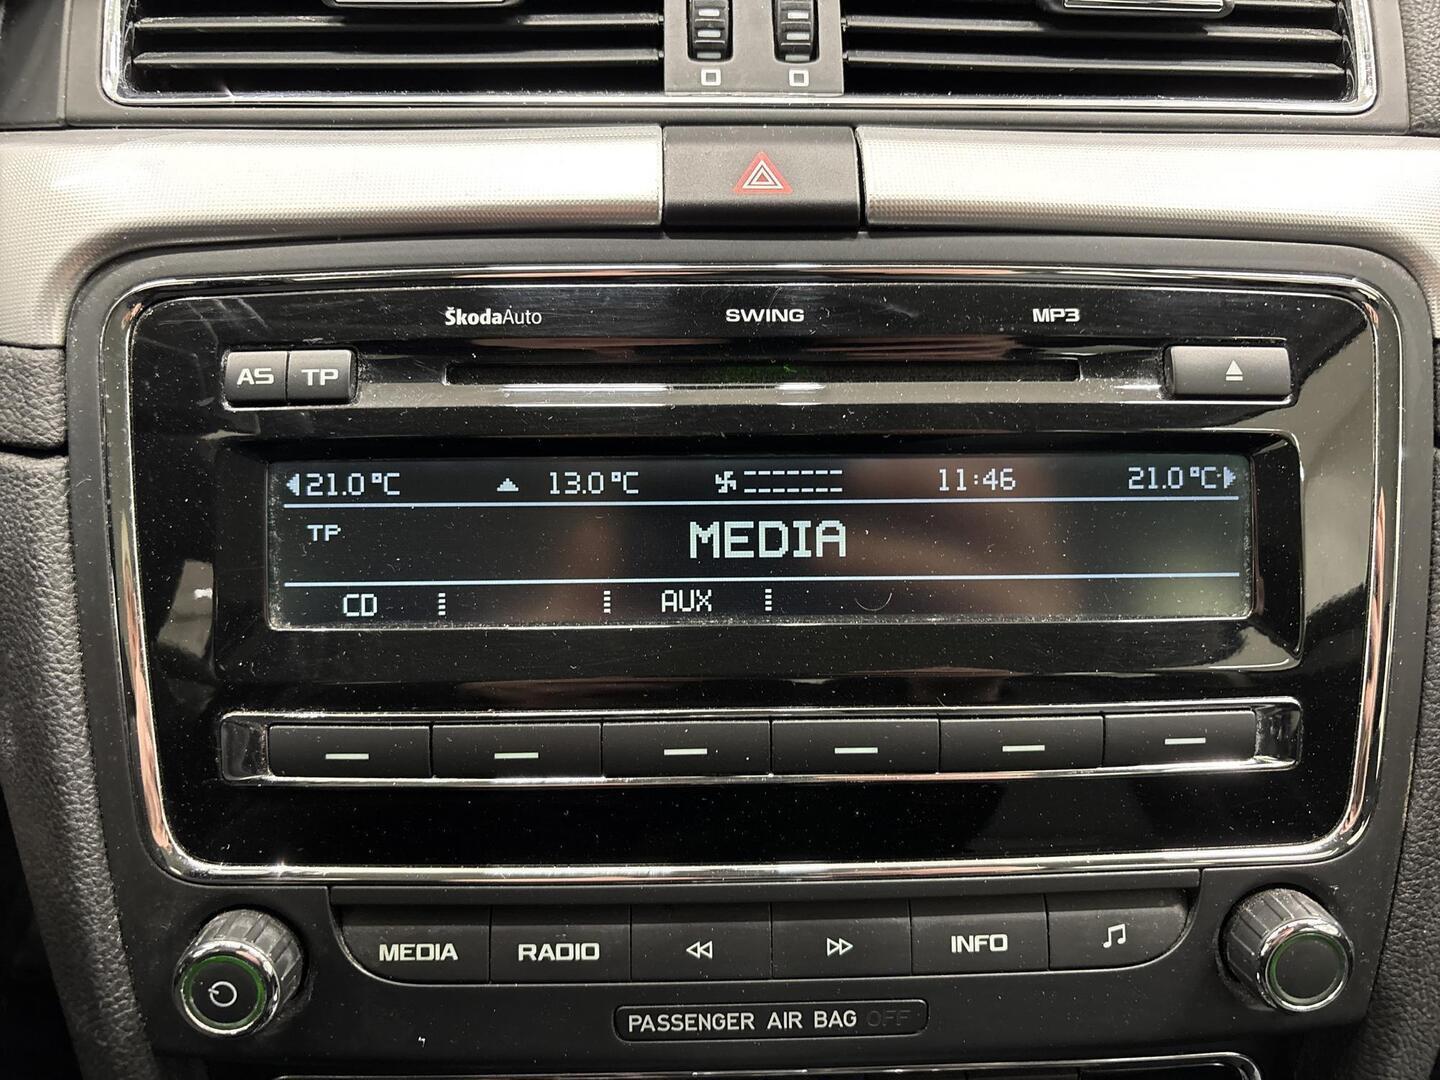 ŠkodaAuto SWING MP3
AS TP
21.0°C 13.0°C 11:46 21.0°C
TP MEDIA
CD AUX
MEDIA RADIO INFO
PASSENGER AIR BAG OFF